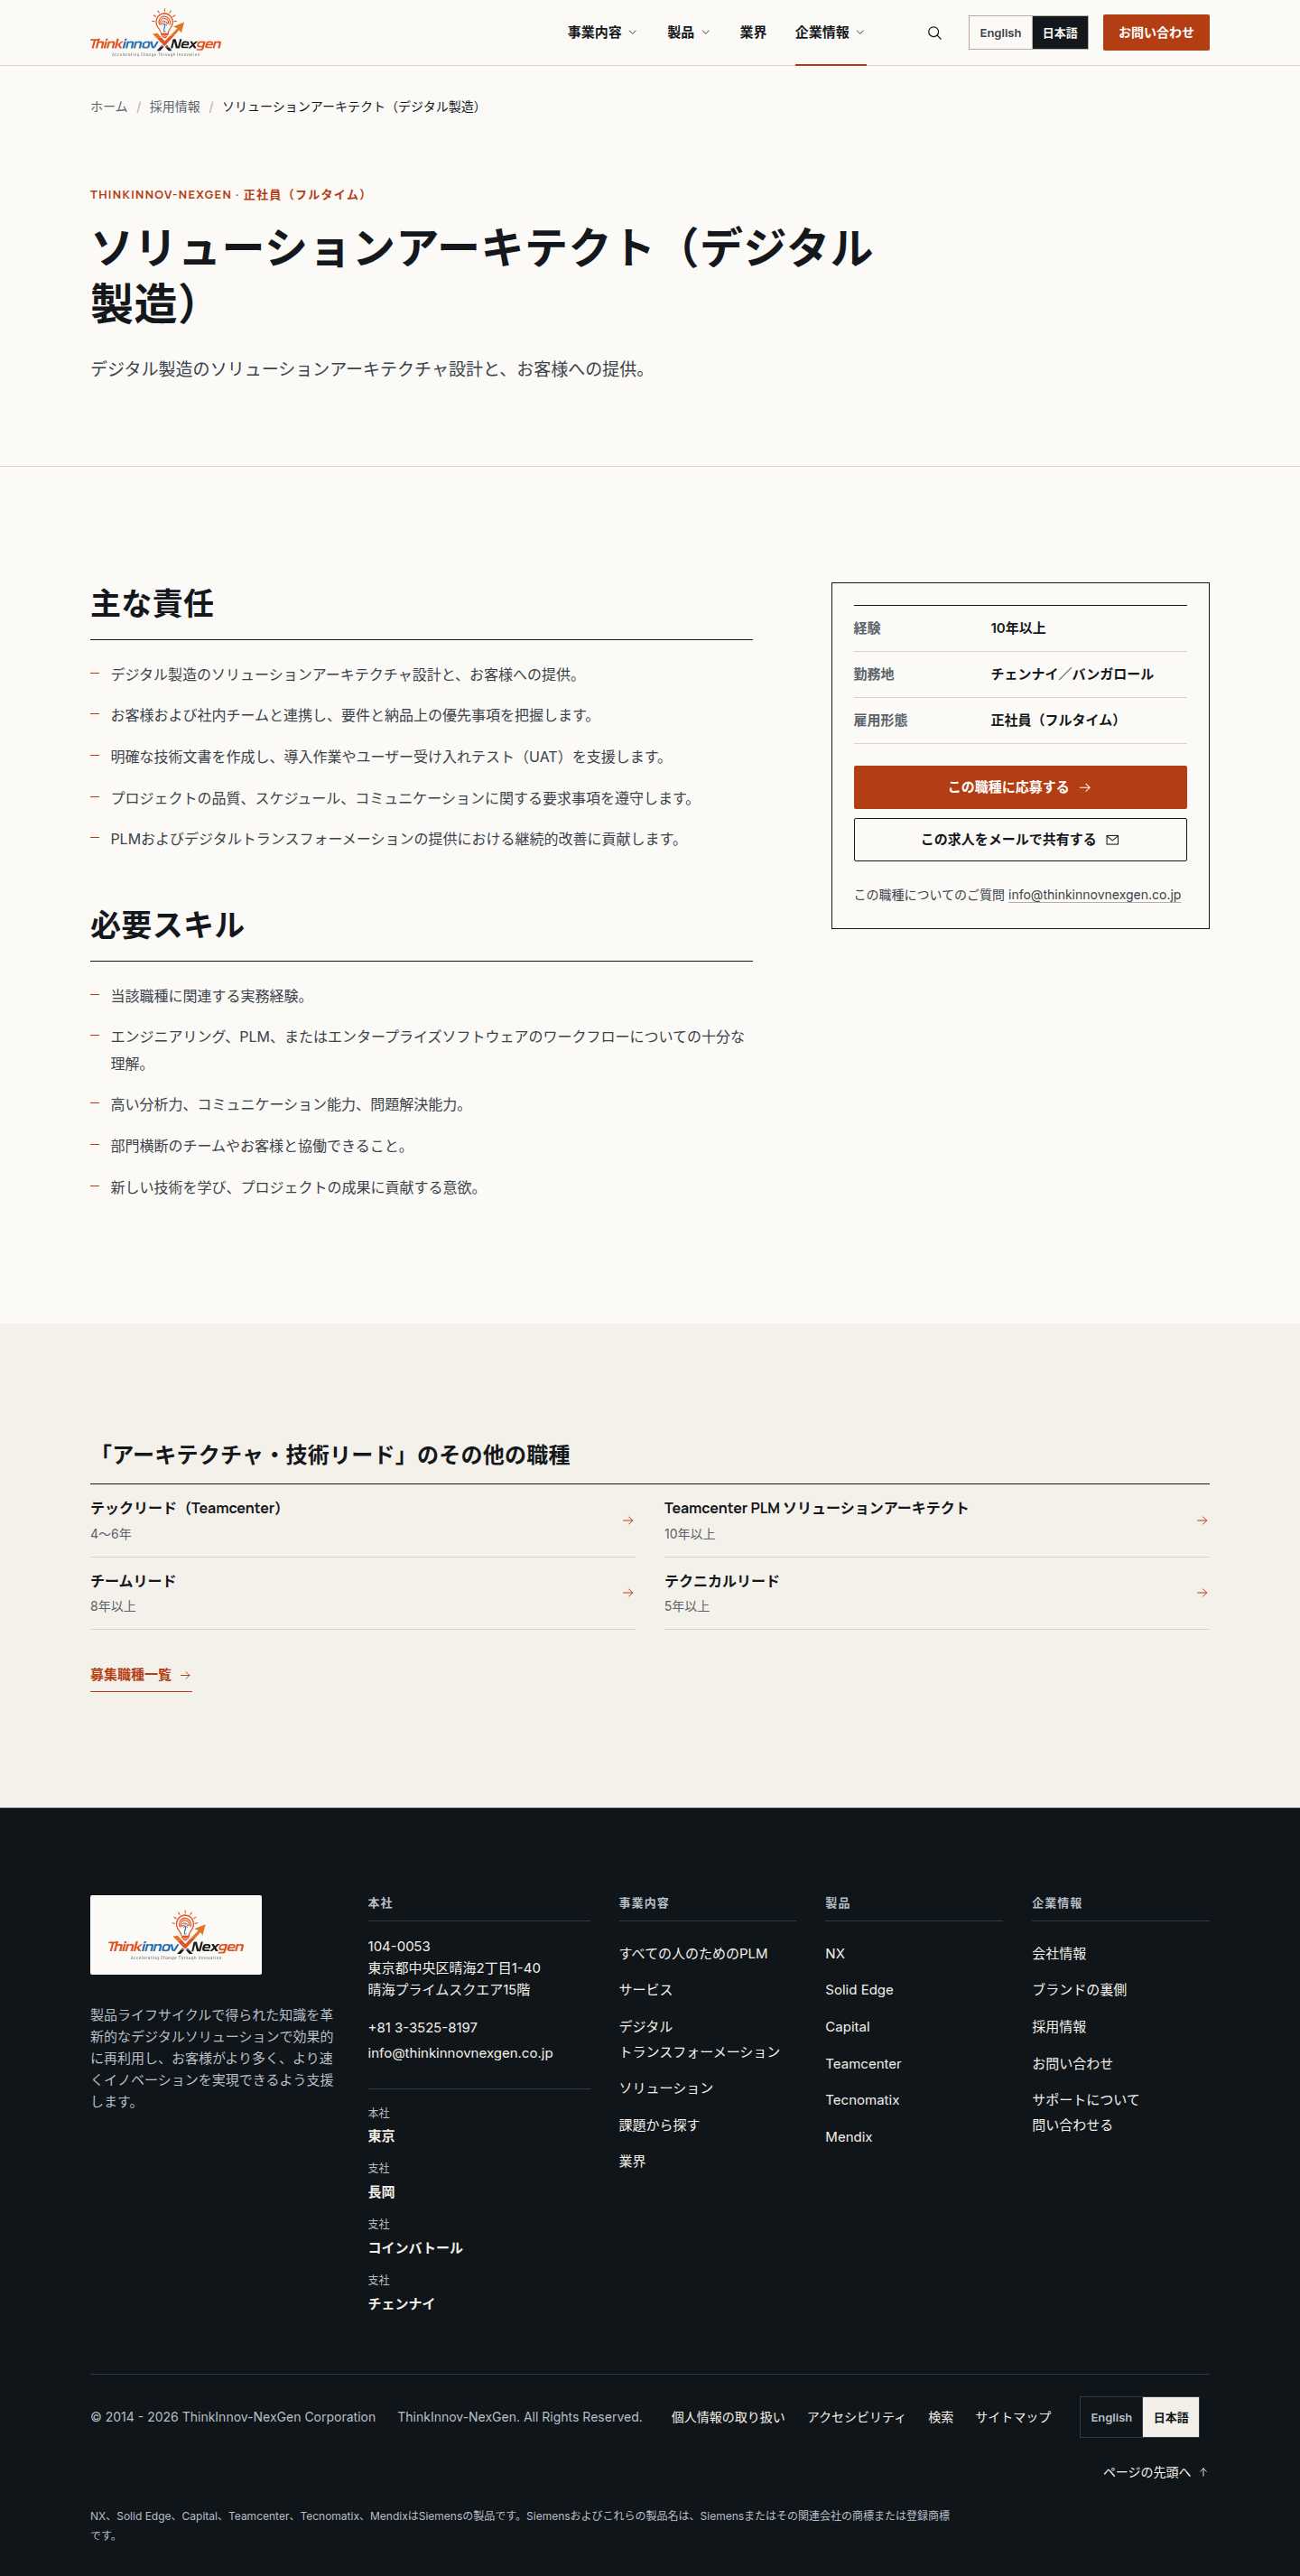 ThinkinnovXNexgen
Accelerating Change Through Innovation
事業内容
製品
業界
企業情報
English
日本語
お問い合わせ
ホーム / 採用情報 / ソリューションアーキテクト（デジタル製造）
THINKINNOV-NEXGEN · 正社員（フルタイム）
ソリューションアーキテクト（デジタル
製造）
デジタル製造のソリューションアーキテクチャ設計と、お客様への提供。
主な責任
デジタル製造のソリューションアーキテクチャ設計と、お客様への提供。
お客様および社内チームと連携し、要件と納品上の優先事項を把握します。
明確な技術文書を作成し、導入作業やユーザー受け入れテスト（UAT）を支援します。
プロジェクトの品質、スケジュール、コミュニケーションに関する要求事項を遵守します。
PLMおよびデジタルトランスフォーメーションの提供における継続的改善に貢献します。
必要スキル
当該職種に関連する実務経験。
エンジニアリング、PLM、またはエンタープライズソフトウェアのワークフローについての十分な
理解。
高い分析力、コミュニケーション能力、問題解決能力。
部門横断のチームやお客様と協働できること。
新しい技術を学び、プロジェクトの成果に貢献する意欲。
経験 10年以上
勤務地 チェンナイ／バンガロール
雇用形態 正社員（フルタイム）
この職種に応募する →
この求人をメールで共有する
この職種についてのご質問 info@thinkinnovnexgen.co.jp
「アーキテクチャ・技術リード」のその他の職種
テックリード（Teamcenter）
4〜6年
→
Teamcenter PLM ソリューションアーキテクト
10年以上
→
チームリード
8年以上
→
テクニカルリード
5年以上
→
募集職種一覧 →
ThinkinnovXNexgen
Accelerating Change Through Innovation
製品ライフサイクルで得られた知識を革
新的なデジタルソリューションで効果的
に再利用し、お客様がより多く、より速
くイノベーションを実現できるよう支援
します。
本社
104-0053
東京都中央区晴海2丁目1-40
晴海プライムスクエア15階
+81 3-3525-8197
info@thinkinnovnexgen.co.jp
本社
東京
支社
長岡
支社
コインバトール
支社
チェンナイ
事業内容
すべての人のためのPLM
サービス
デジタル
トランスフォーメーション
ソリューション
課題から探す
業界
製品
NX
Solid Edge
Capital
Teamcenter
Tecnomatix
Mendix
企業情報
会社情報
ブランドの裏側
採用情報
お問い合わせ
サポートについて
問い合わせる
© 2014 - 2026 ThinkInnov-NexGen Corporation
ThinkInnov-NexGen. All Rights Reserved.
個人情報の取り扱い
アクセシビリティ
検索
サイトマップ
English
日本語
ページの先頭へ ↑
NX、Solid Edge、Capital、Teamcenter、Tecnomatix、MendixはSiemensの製品です。Siemensおよびこれらの製品名は、Siemensまたはその関連会社の商標または登録商標
です。